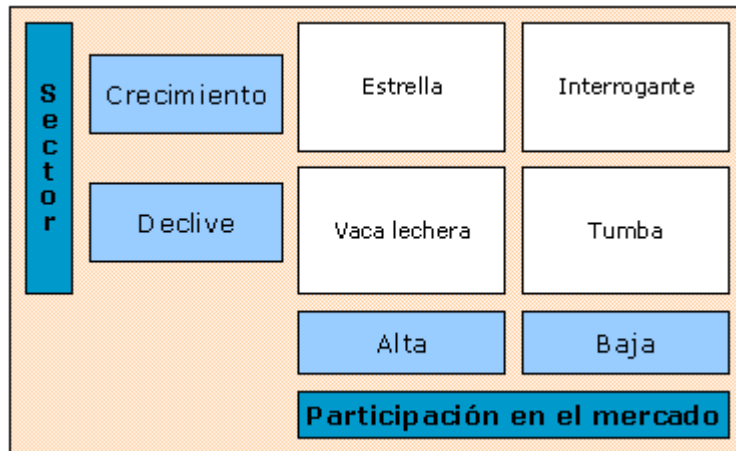 Sector
Crecimiento
Estrella
Interrogante
Declive
Vaca lechera
Tumba
Alta
Baja
Participación en el mercado